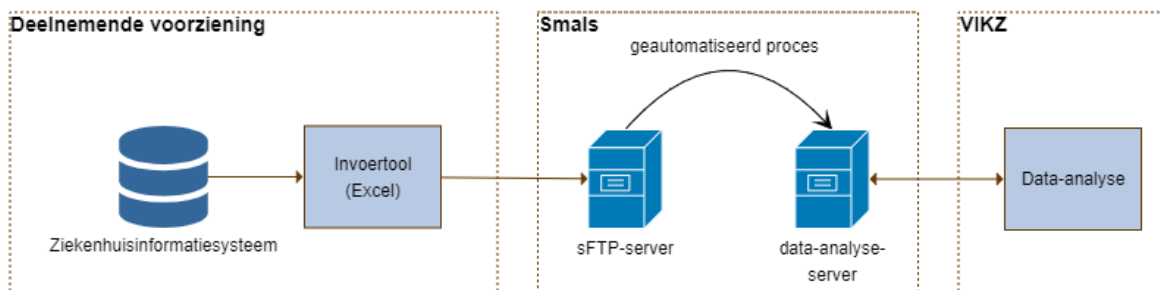 Deelnemende voorziening
Smals
VIKZ
geautomatiseerd proces
Invoertool
(Excel)
Data-analyse
Ziekenhuisinformatiesysteem
sFTP-server
data-analyse-
server